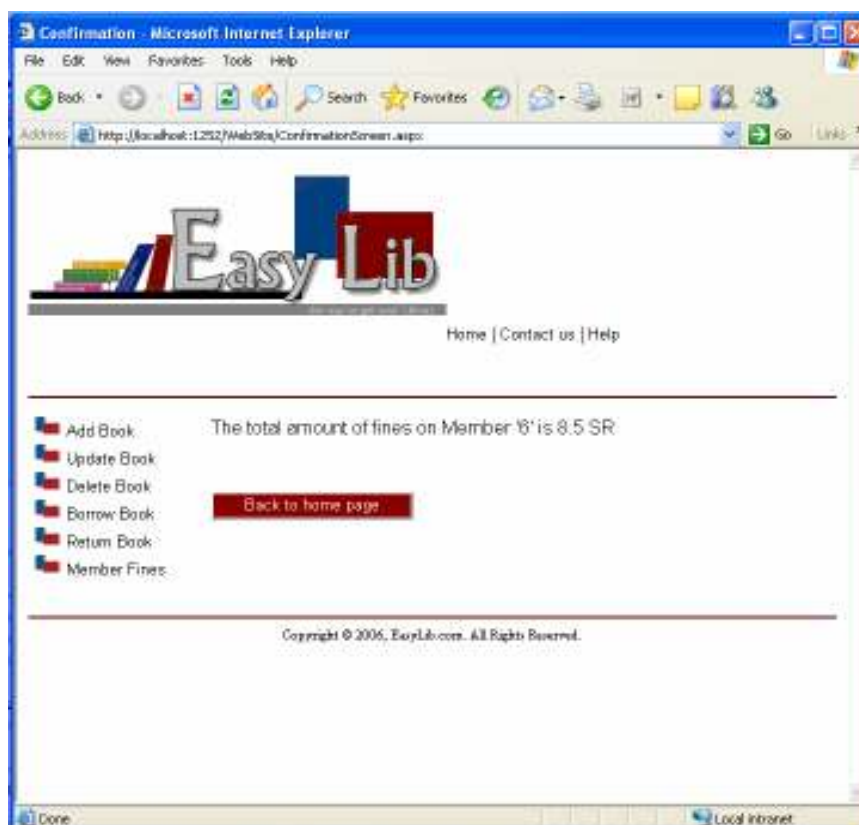 Confirmation - Microsoft Internet Explorer
File Edit View Favorites Tools Help
Back Search Favorites
Address http://localhost:1252/WebSite/ConfirmationScreen.aspx Go Links
Easy Lib
Home | Contact us | Help
Add Book
Update Book
Delete Book
Borrow Book
Return Book
Member Fines
The total amount of fines on Member '6' is 8.5 SR
Back to home page
Copyright © 2006, EasyLib.com. All Rights Reserved.
Done Local intranet